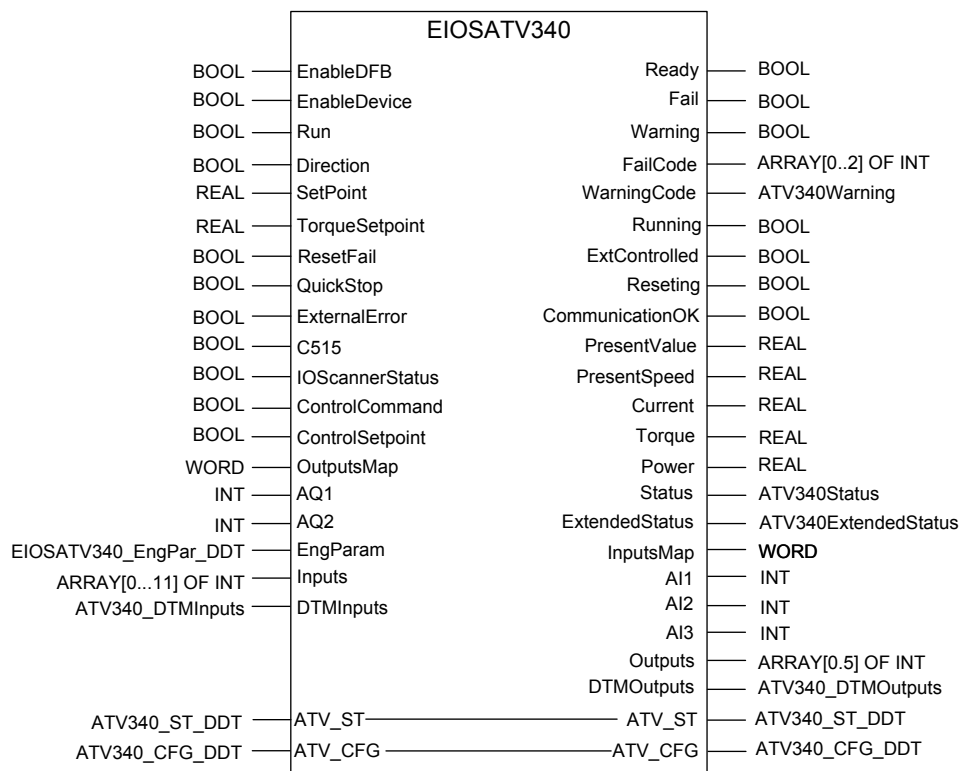 EIOSATV340
BOOL EnableDFB Ready BOOL
BOOL EnableDevice Fail BOOL
BOOL Run Warning BOOL
BOOL Direction FailCode ARRAY[0..2] OF INT
REAL SetPoint WarningCode ATV340Warning
REAL TorqueSetpoint Running BOOL
BOOL ResetFail ExtControlled BOOL
BOOL QuickStop Reseting BOOL
BOOL ExternalError CommunicationOK BOOL
BOOL C515 PresentValue REAL
BOOL IOScannerStatus PresentSpeed REAL
BOOL ControlCommand Current REAL
BOOL ControlSetpoint Torque REAL
WORD OutputsMap Power REAL
INT AQ1 Status ATV340Status
INT AQ2 ExtendedStatus ATV340ExtendedStatus
EIOSATV340_EngPar_DDT EngParam InputsMap WORD
ARRAY[0...11] OF INT Inputs AI1 INT
ATV340_DTMInputs DTMInputs AI2 INT
AI3 INT
Outputs ARRAY[0.5] OF INT
DTMOutputs ATV340_DTMOutputs
ATV340_ST_DDT ATV_ST ATV_ST ATV340_ST_DDT
ATV340_CFG_DDT ATV_CFG ATV_CFG ATV340_CFG_DDT